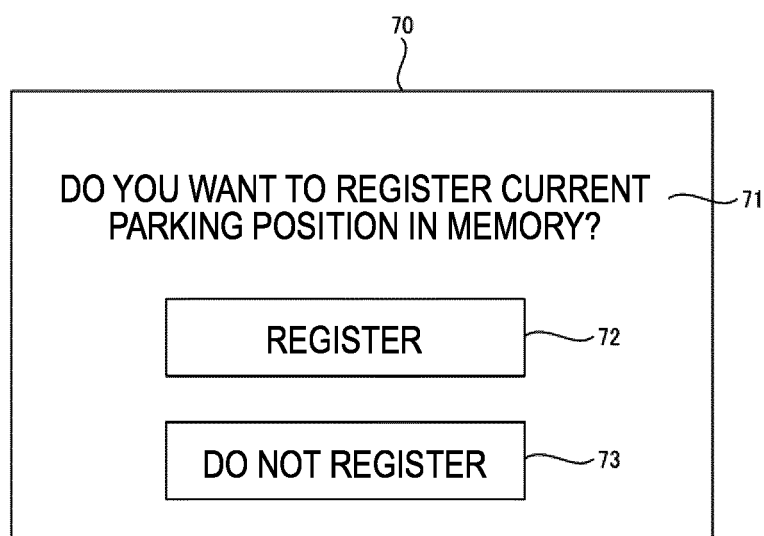 70
DO YOU WANT TO REGISTER CURRENT
71
PARKING POSITION IN MEMORY?
REGISTER
72
DO NOT REGISTER
73